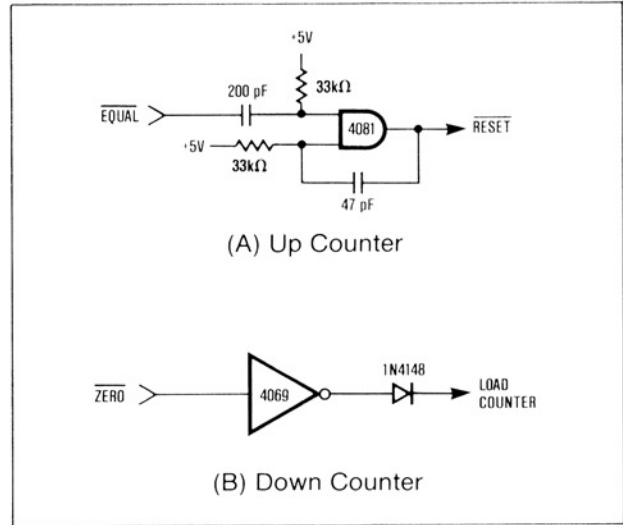 +5V
200 pF
33kΩ
EQUAL
4081
RESET
+5V
33kΩ
47 pF
(A) Up Counter
1N4148
ZERO
4069
LOAD
COUNTER
(B) Down Counter